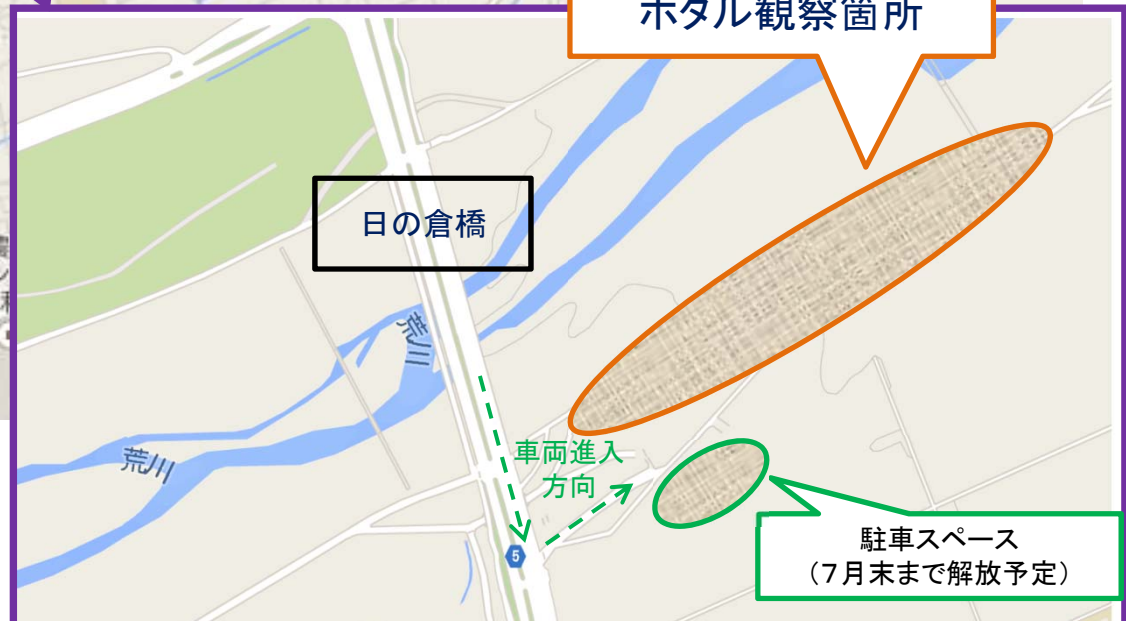 ホタル観察箇所
日の倉橋
荒川
荒川
車両進入
方向
5
駐車スペース
(7月末まで解放予定)